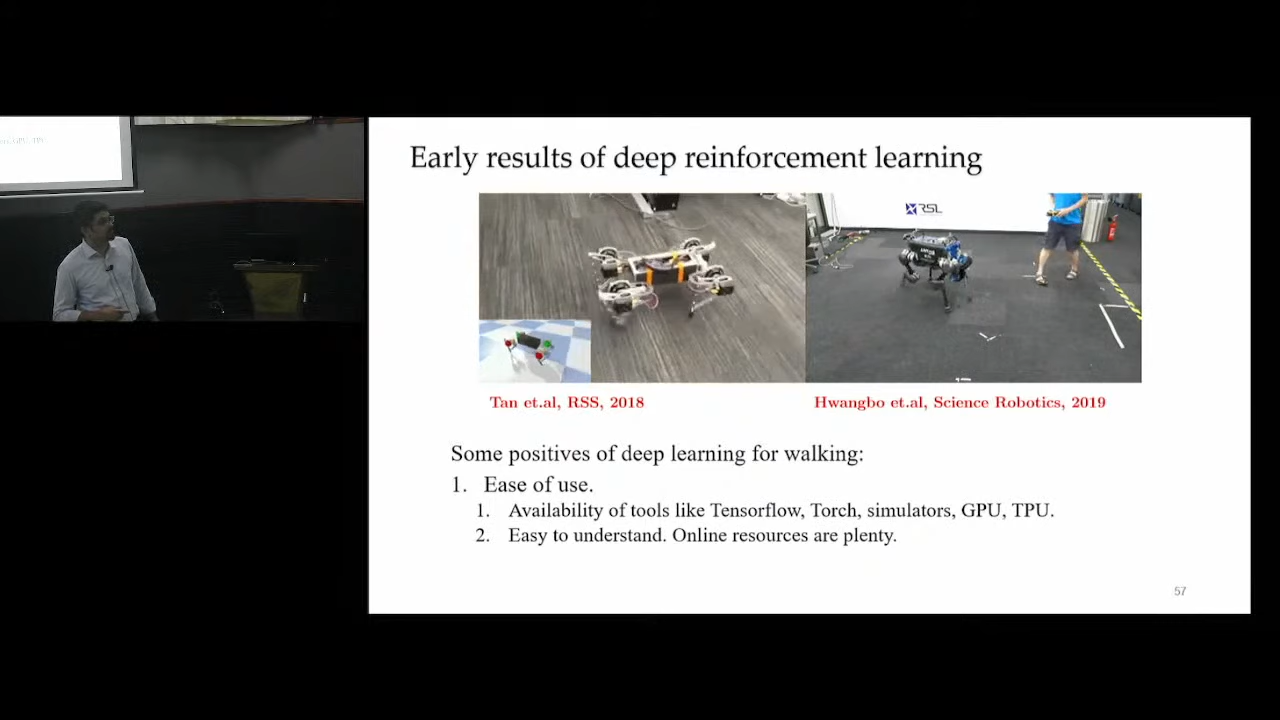 Early results of deep reinforcement learning
RSL
Tan et.al, RSS, 2018
Hwangbo et.al, Science Robotics, 2019
Some positives of deep learning for walking:
1. Ease of use.
1. Availability of tools like Tensorflow, Torch, simulators, GPU, TPU.
2. Easy to understand. Online resources are plenty.
57